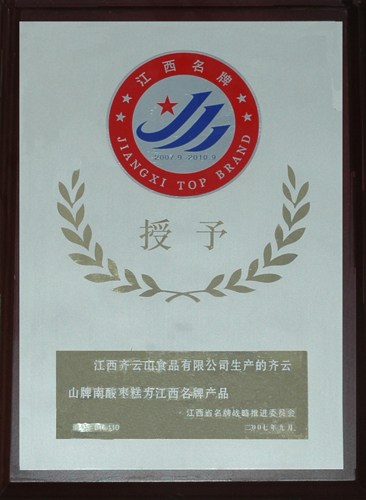 江西名牌
2007.9-2010.9
JIANGXI TOP BRAND
授予
江西齐云山食品有限公司生产的齐云
山牌南酸枣糕为江西名牌产品
江西省名牌战略推进委员会
二00七年九月